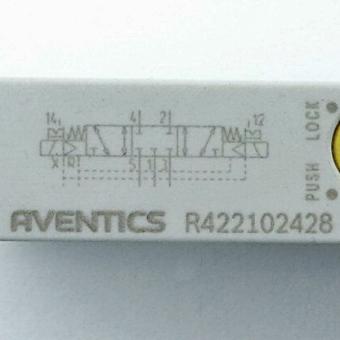 14 4 2 12
X R 5 1 3
AVENTICS R422102428
PUSH LOCK